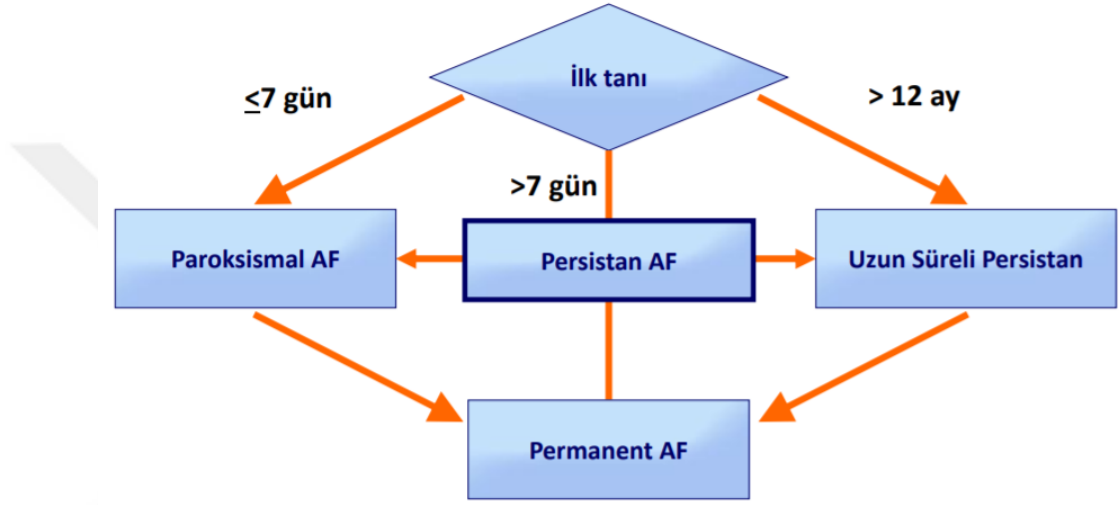 İlk tanı
≤7 gün
> 12 ay
>7 gün
Paroksismal AF
Persistan AF
Uzun Süreli Persistan
Permanent AF